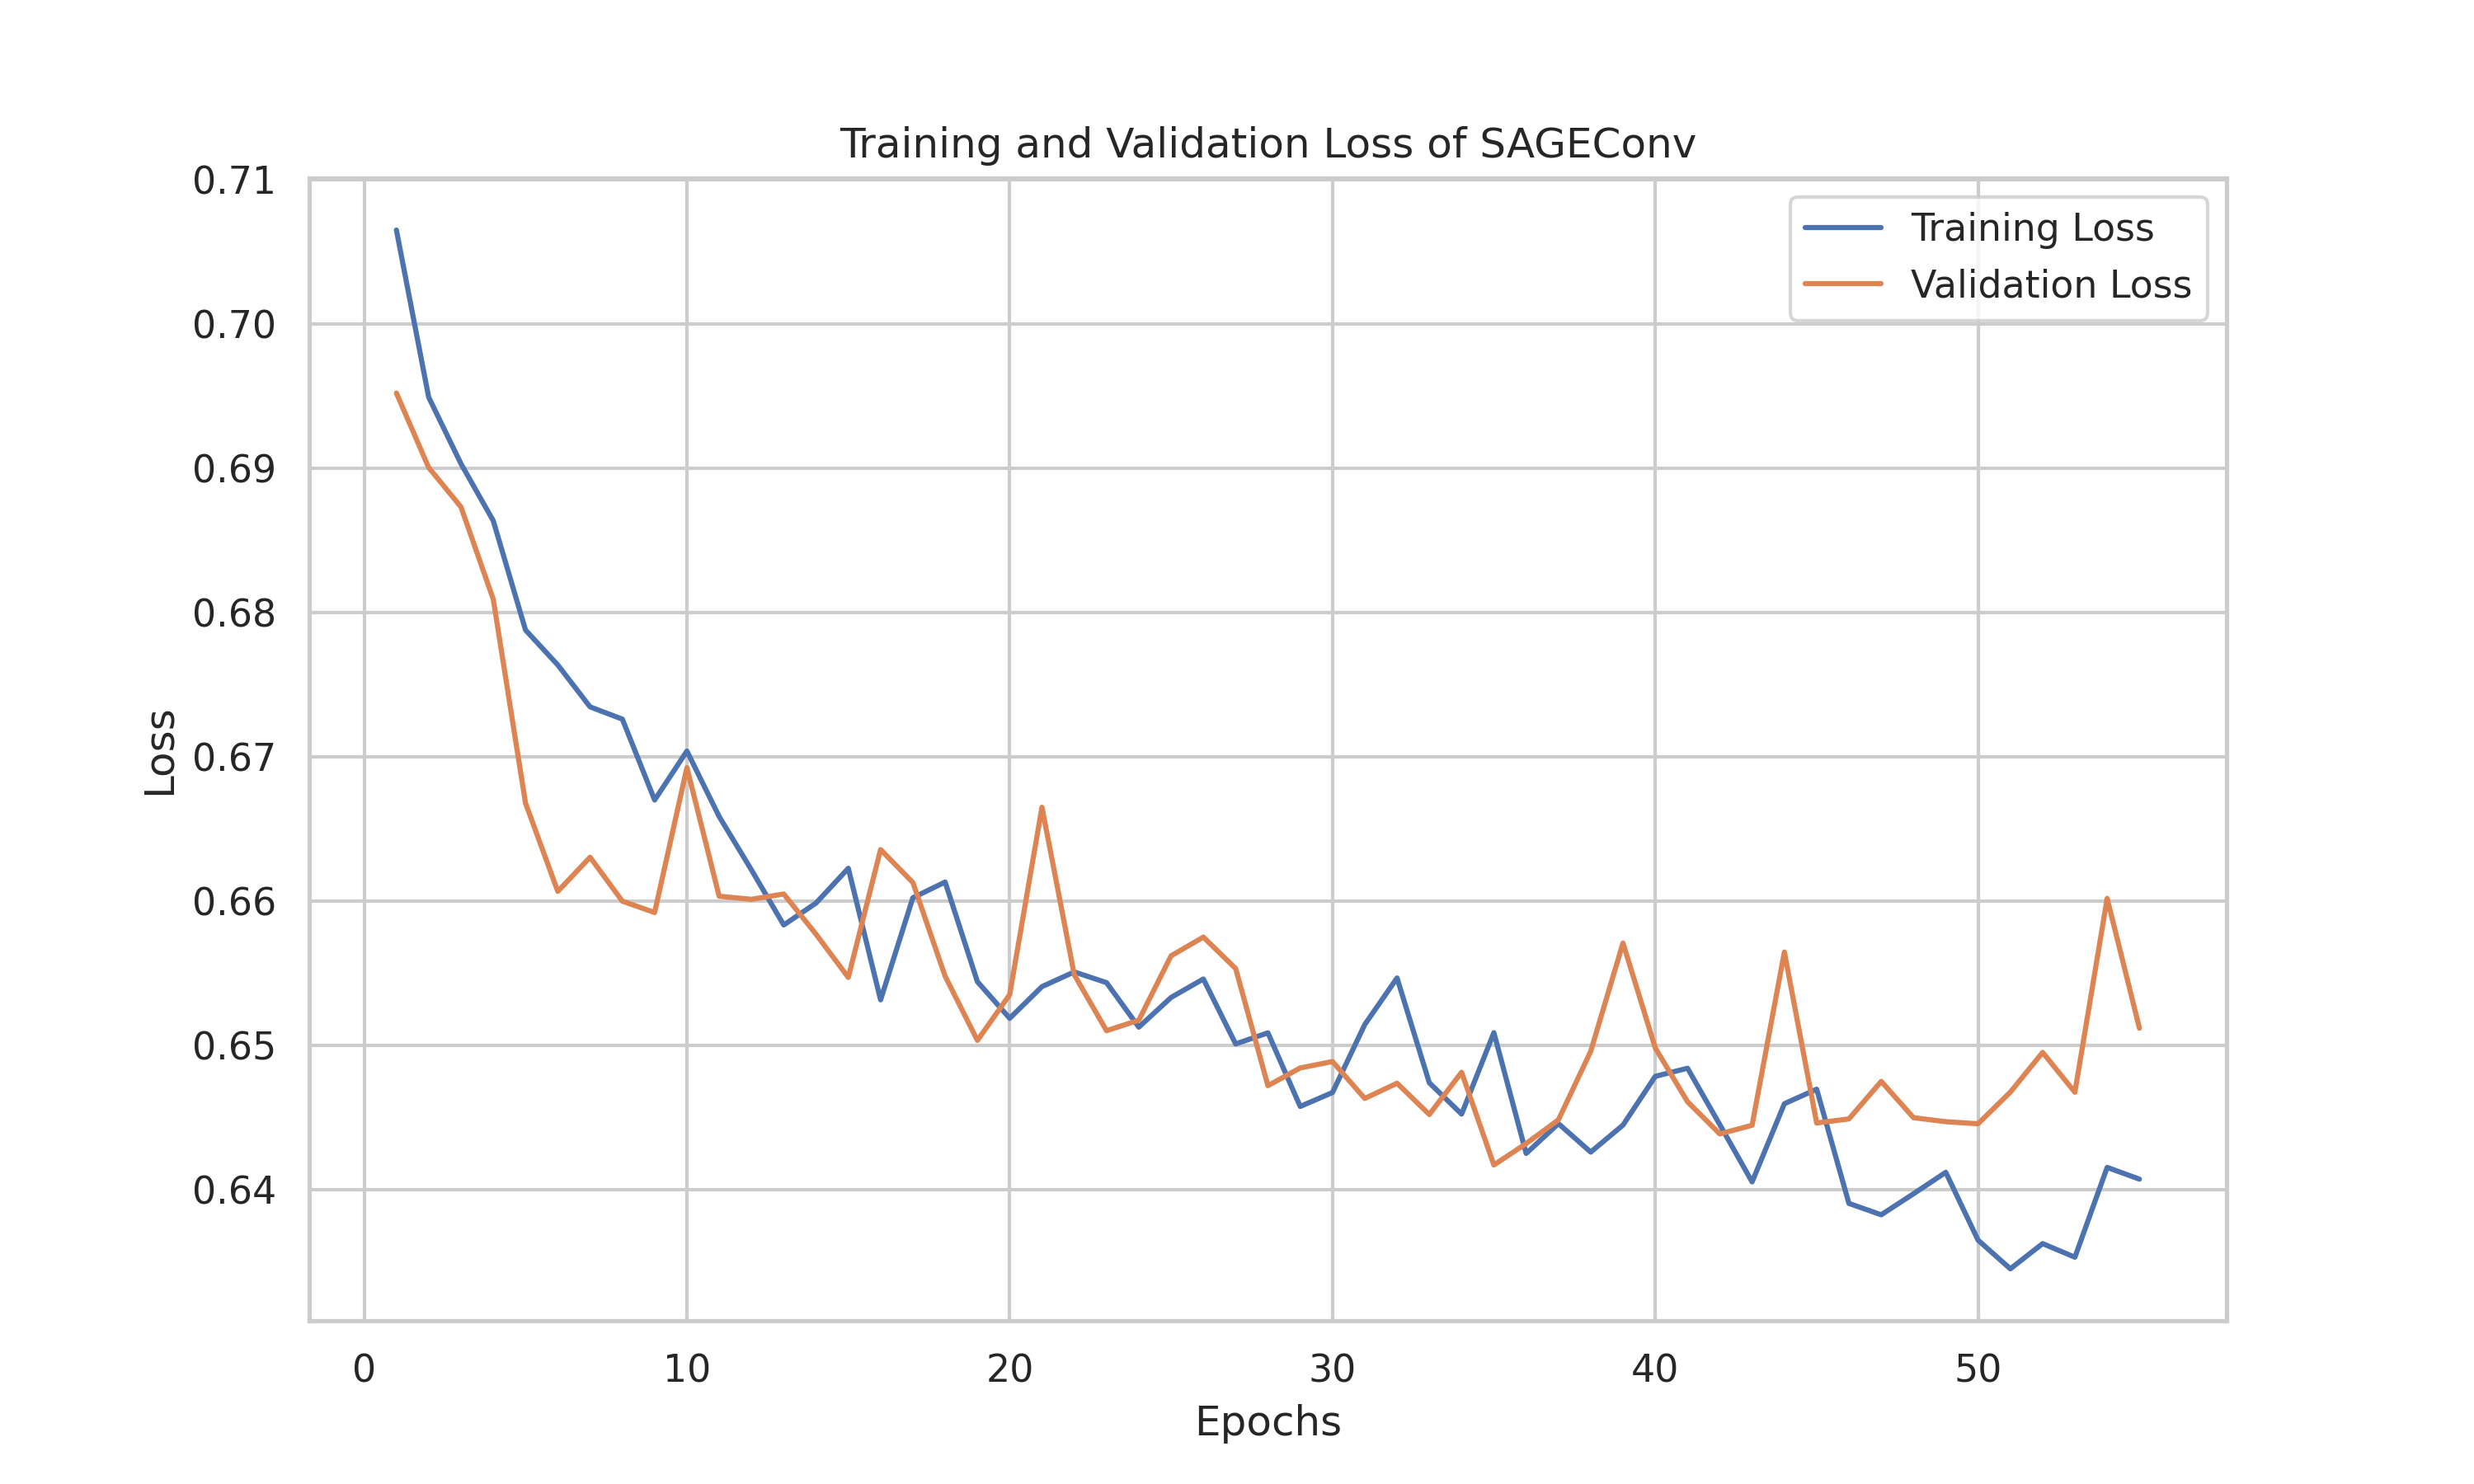 Training and Validation Loss of SAGEConv
Training Loss
Validation Loss
Loss
0.71
0.70
0.69
0.68
0.67
0.66
0.65
0.64
0 10 20 30 40 50
Epochs